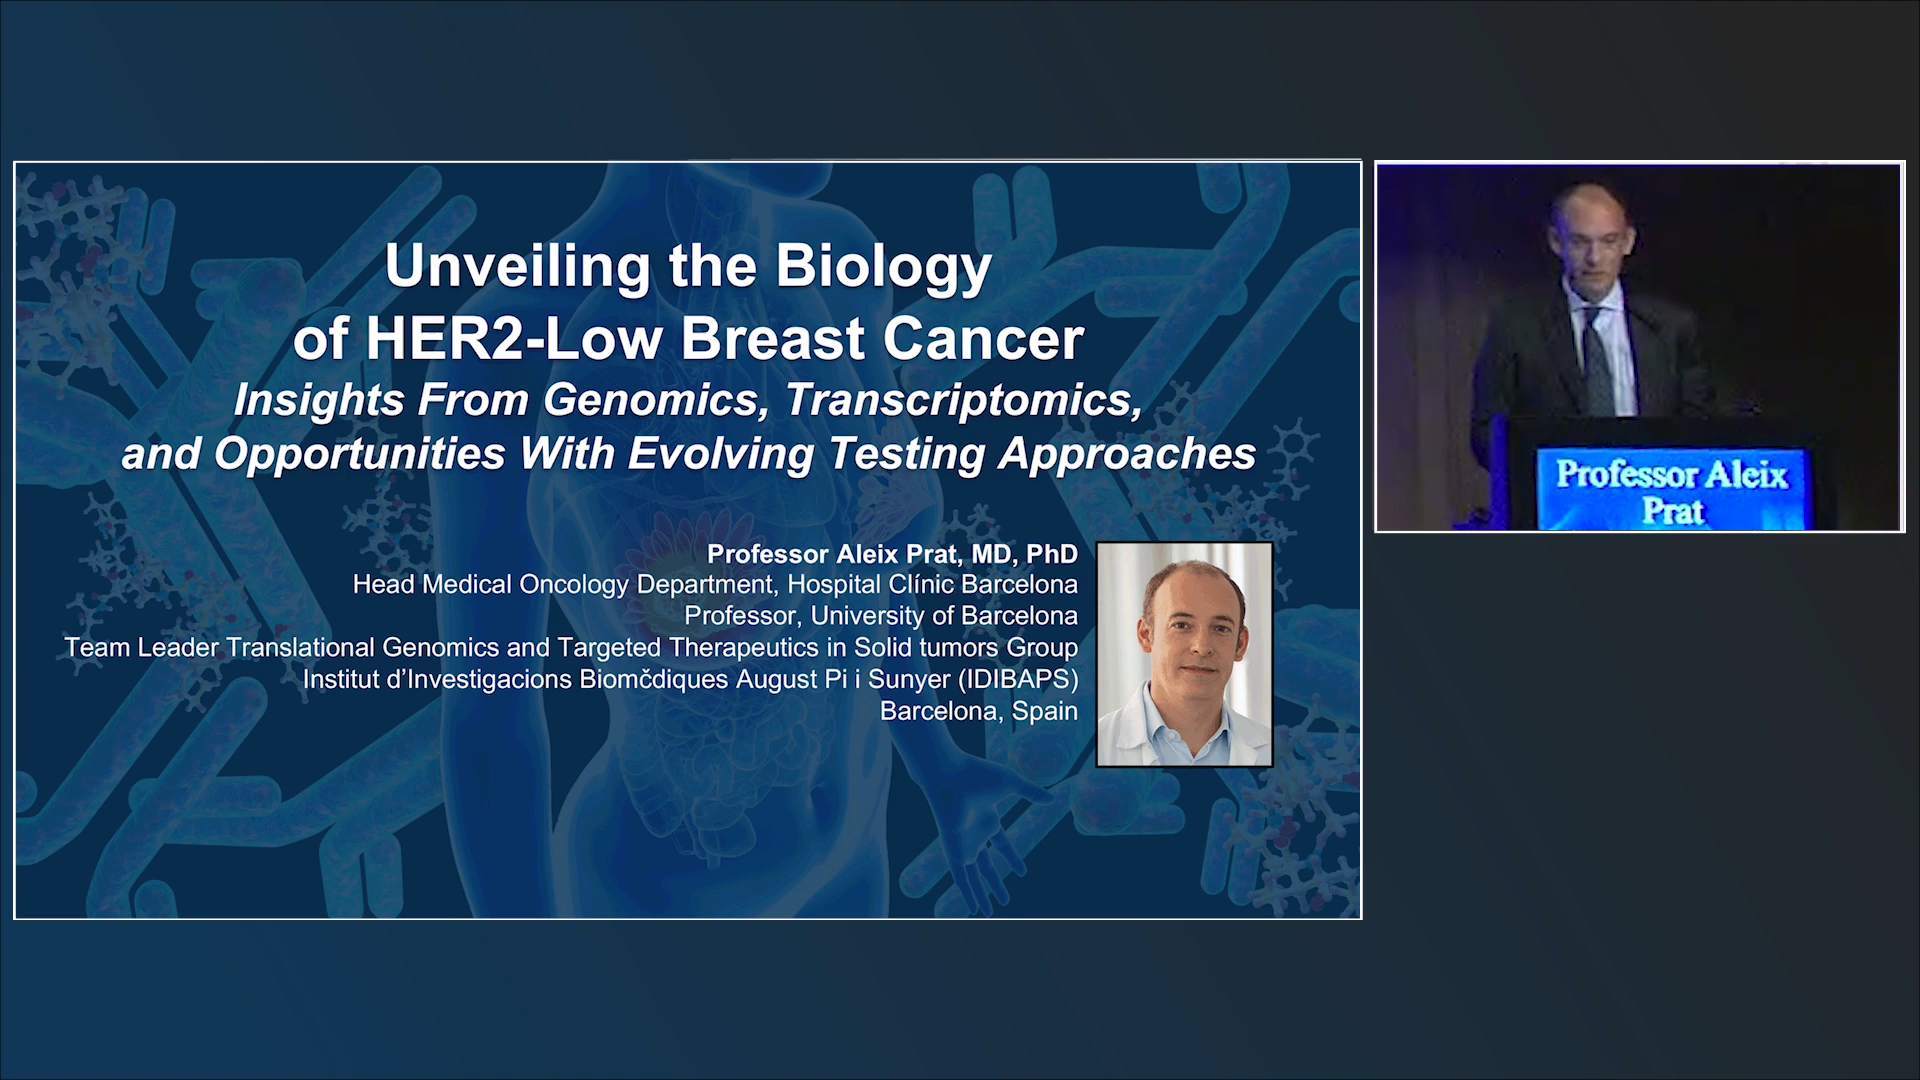 Unveiling the Biology
of HER2-Low Breast Cancer
Insights From Genomics, Transcriptomics,
and Opportunities With Evolving Testing Approaches
Professor Aleix Prat, MD, PhD
Head Medical Oncology Department, Hospital Clínic Barcelona
Professor, University of Barcelona
Team Leader Translational Genomics and Targeted Therapeutics in Solid tumors Group
Institut d’Investigacions Biomčdiques August Pi i Sunyer (IDIBAPS)
Barcelona, Spain
Professor Aleix
Prat